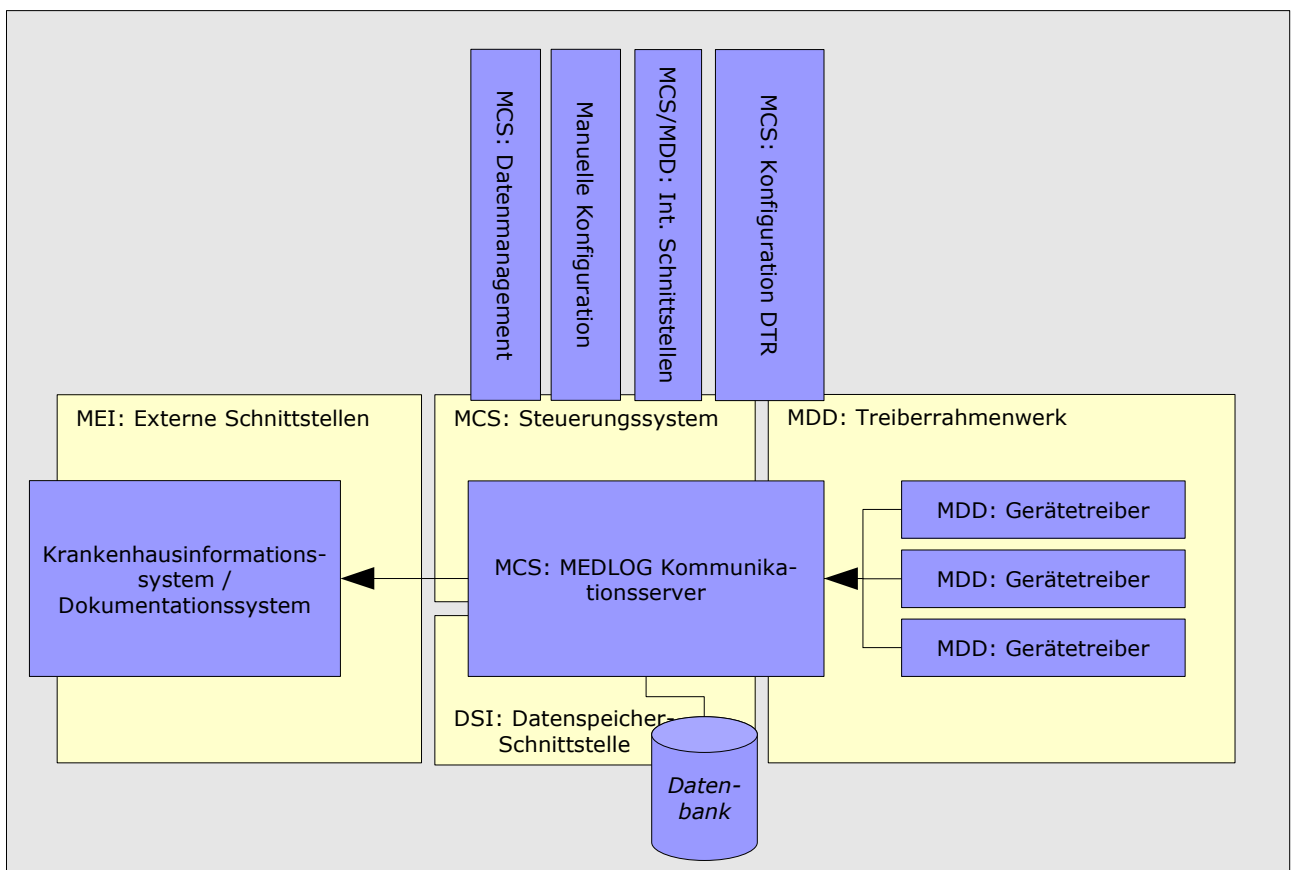 MCS: Datenmanagement
Manuelle Konfiguration
MCS/MDD: Int. Schnittstellen
MCS: Konfiguration DTR
MEI: Externe Schnittstellen
MCS: Steuerungssystem
MDD: Treiberrahmenwerk
Krankenhausinformations-
system /
Dokumentationssystem
MCS: MEDLOG Kommunika-
tionsserver
MDD: Gerätetreiber
MDD: Gerätetreiber
MDD: Gerätetreiber
DSI: Datenspeicher-
Schnittstelle
Daten-
bank